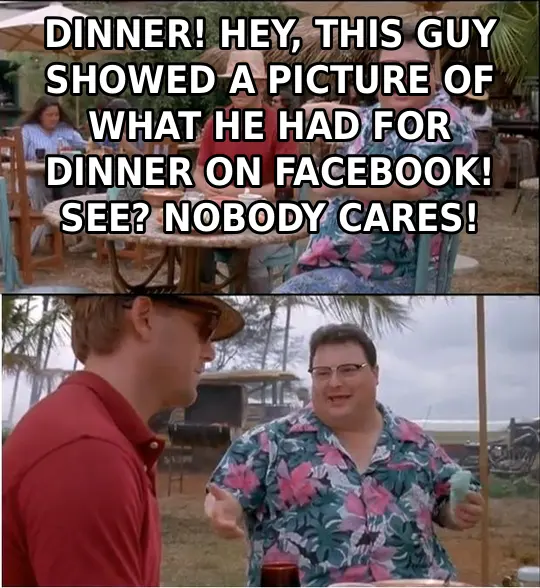 DINNER! HEY, THIS GUY
SHOWED A PICTURE OF
WHAT HE HAD FOR
DINNER ON FACEBOOK!
SEE? NOBODY CARES!